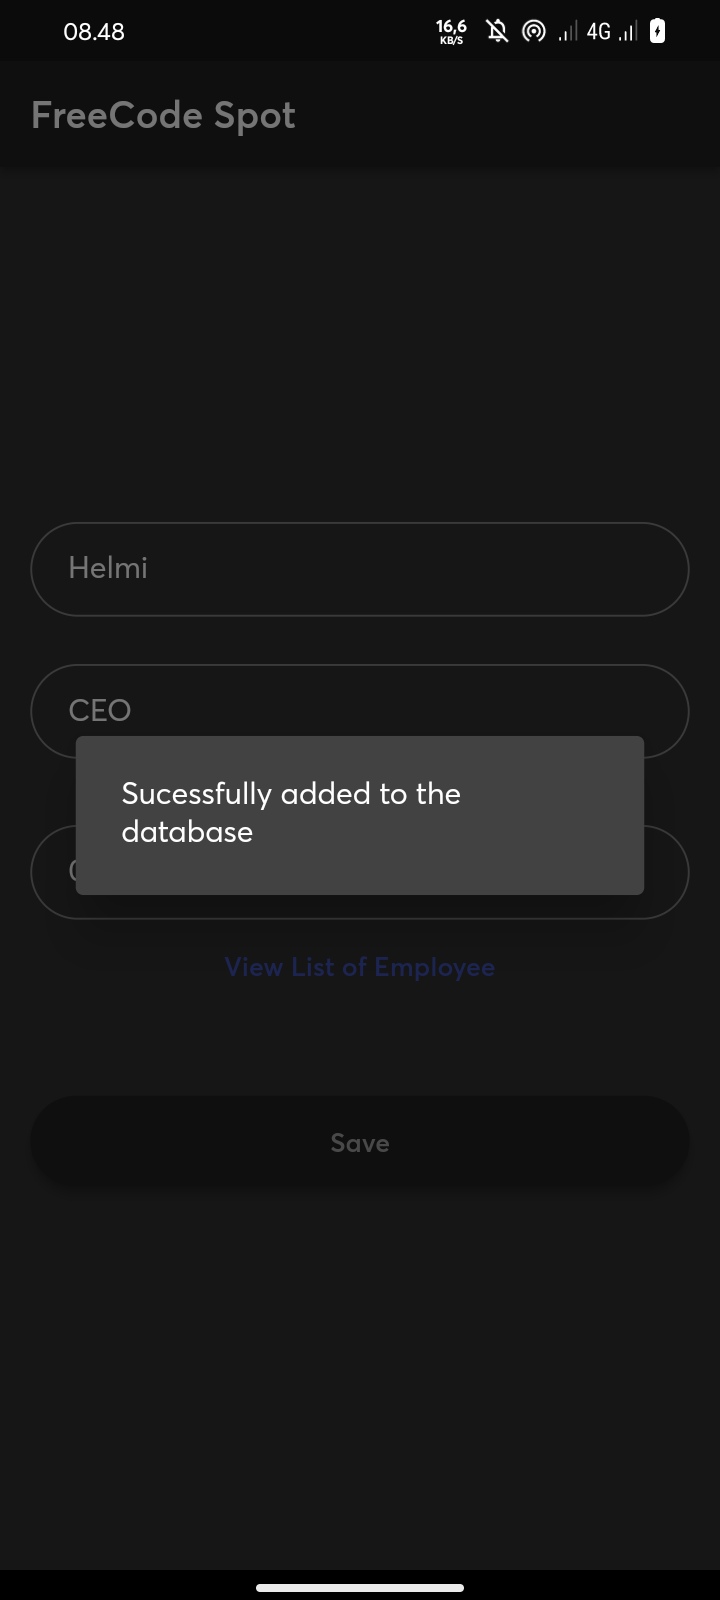 08.48
16,6
KB/S
4G
FreeCode Spot
Helmi
CEO
Sucessfully added to the
database
View List of Employee
Save